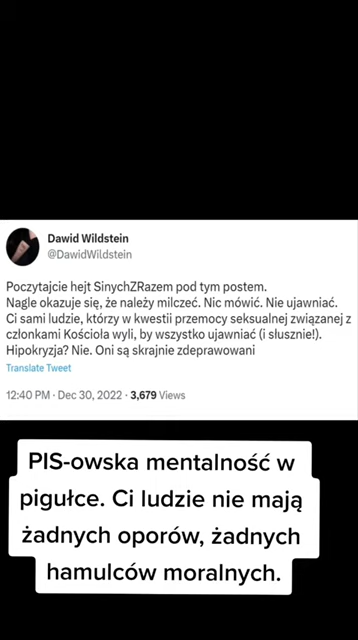 Dawid Wildstein
@DawidWildstein
Poczytajcie hejt SinychZRazem pod tym postem.
Nagle okazuje się, że należy milczeć. Nic mówić. Nie ujawniać.
Ci sami ludzie, którzy w kwestii przemocy seksualnej związanej z
członkami Kościoła wyli, by wszystko ujawniać (i słusznie!).
Hipokryzja? Nie. Oni są skrajnie zdeprawowani
Translate Tweet
12:40 PM · Dec 30, 2022 · 3,679 Views
PIS-owska mentalność w
pigułce. Ci ludzie nie mają
żadnych oporów, żadnych
hamulców moralnych.